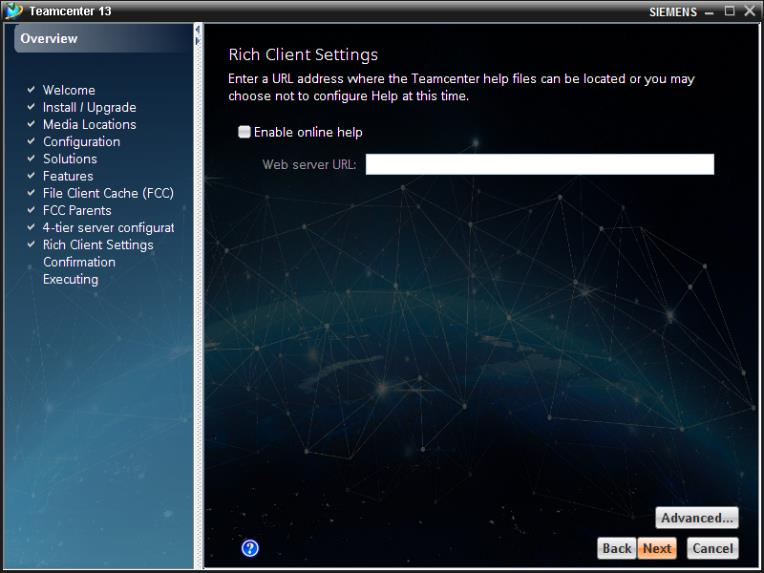 Teamcenter 13
SIEMENS
Overview
Welcome
Install / Upgrade
Media Locations
Configuration
Solutions
Features
File Client Cache (FCC)
FCC Parents
4-tier server configurat
Rich Client Settings
Confirmation
Executing
Rich Client Settings
Enter a URL address where the Teamcenter help files can be located or you may
choose not to configure Help at this time.
Enable online help
Web server URL:
Advanced...
?
Back Next Cancel